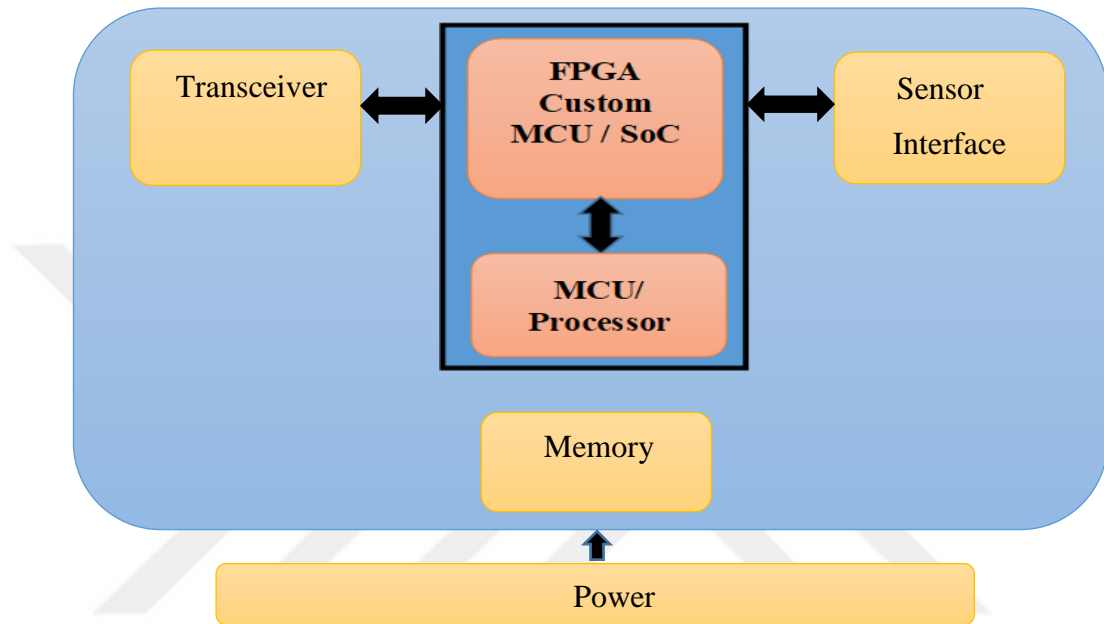 Transceiver
FPGA
Custom
MCU / SoC
Sensor
Interface
MCU/
Processor
Memory
Power